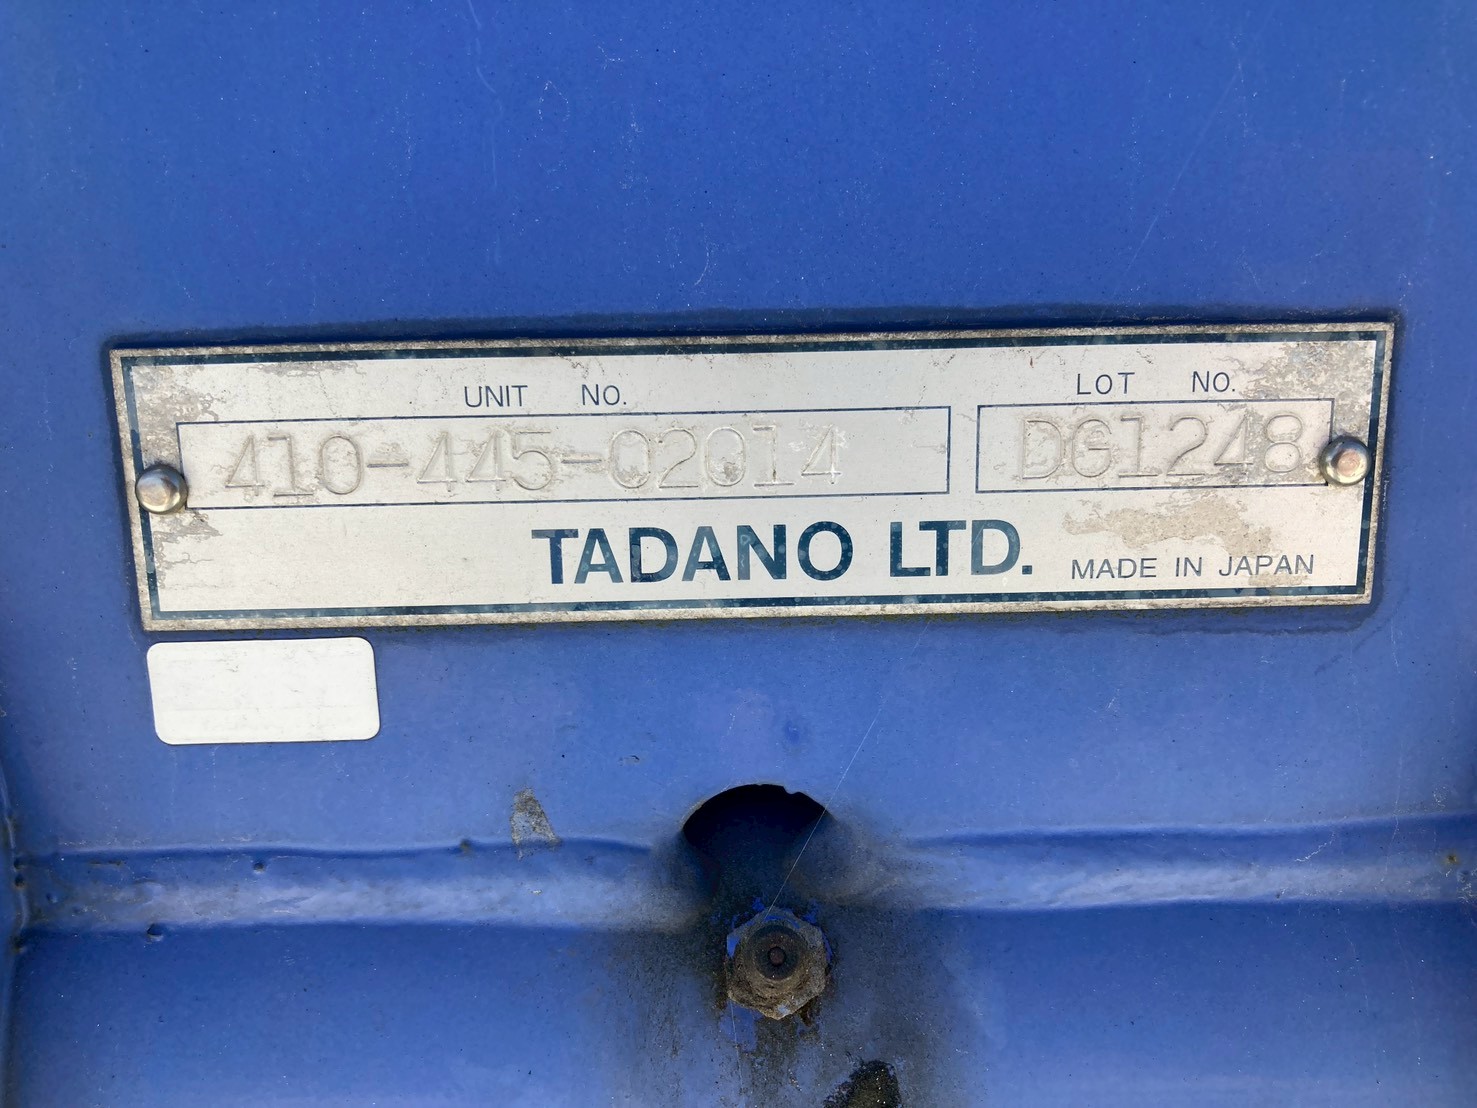 UNIT NO. LOT NO.
410-445-02014 DG1248
TADANO LTD. MADE IN JAPAN